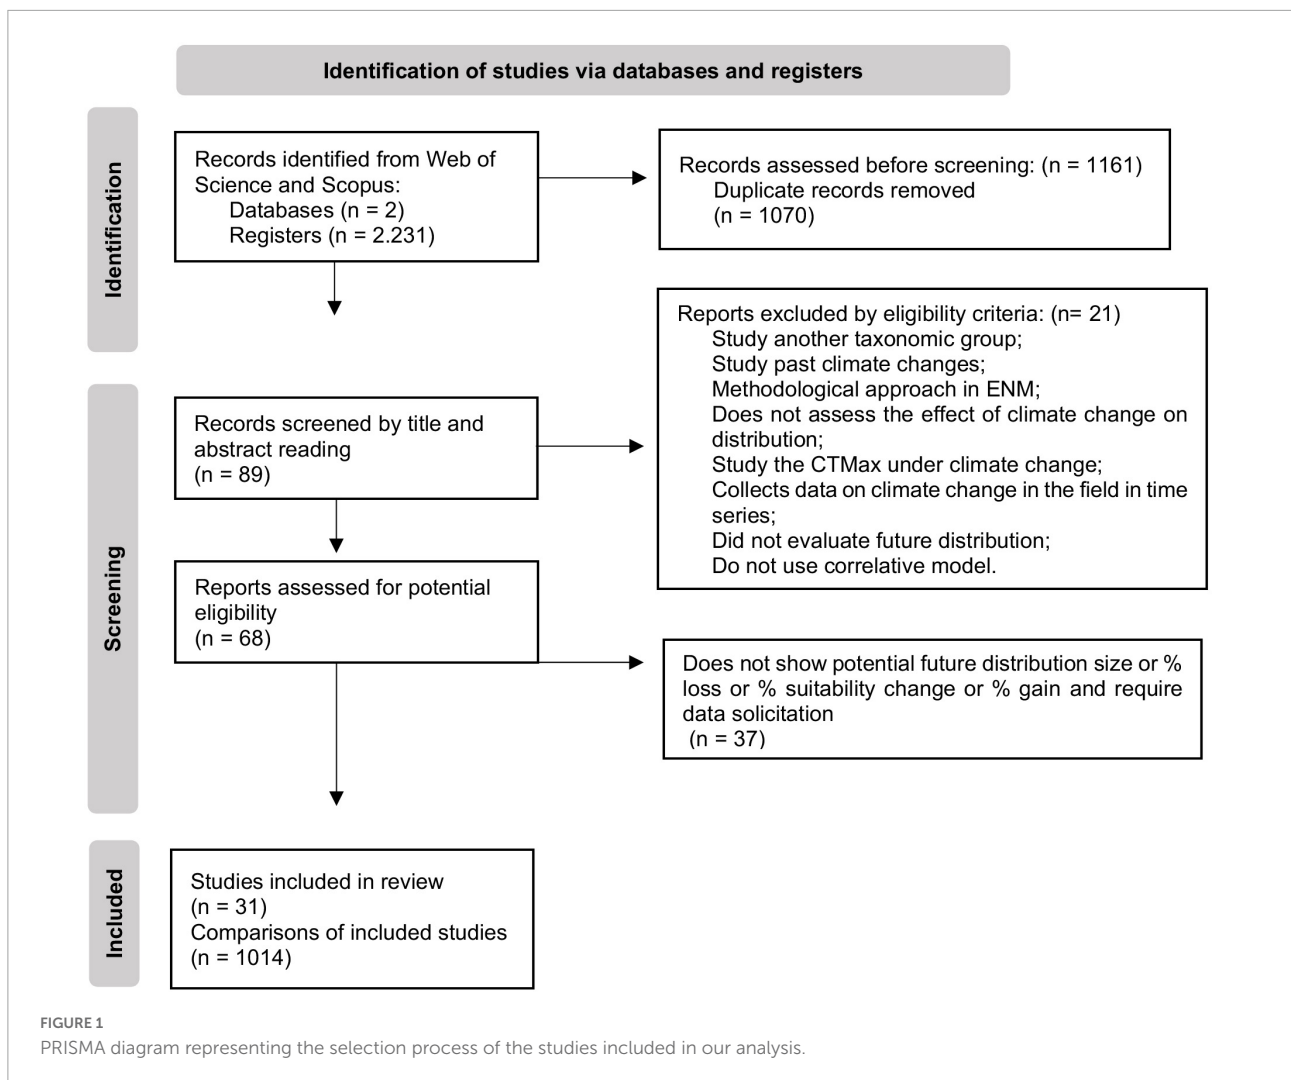 Identification of studies via databases and registers
Identification
Records identified from Web of
Science and Scopus:
Databases (n = 2)
Registers (n = 2.231)
Records assessed before screening: (n = 1161)
Duplicate records removed
(n = 1070)
Reports excluded by eligibility criteria: (n= 21)
Study another taxonomic group;
Study past climate changes;
Methodological approach in ENM;
Does not assess the effect of climate change on
distribution;
Study the CTMax under climate change;
Collects data on climate change in the field in time
series;
Did not evaluate future distribution;
Do not use correlative model.
Screening
Records screened by title and
abstract reading
(n = 89)
Reports assessed for potential
eligibility
(n = 68)
Does not show potential future distribution size or %
loss or % suitability change or % gain and require
data solicitation
(n = 37)
Included
Studies included in review
(n = 31)
Comparisons of included studies
(n = 1014)
FIGURE 1
PRISMA diagram representing the selection process of the studies included in our analysis.